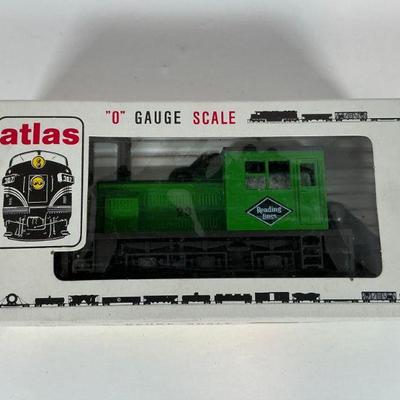 "O" GAUGE SCALE
atlas
Reading
Lines